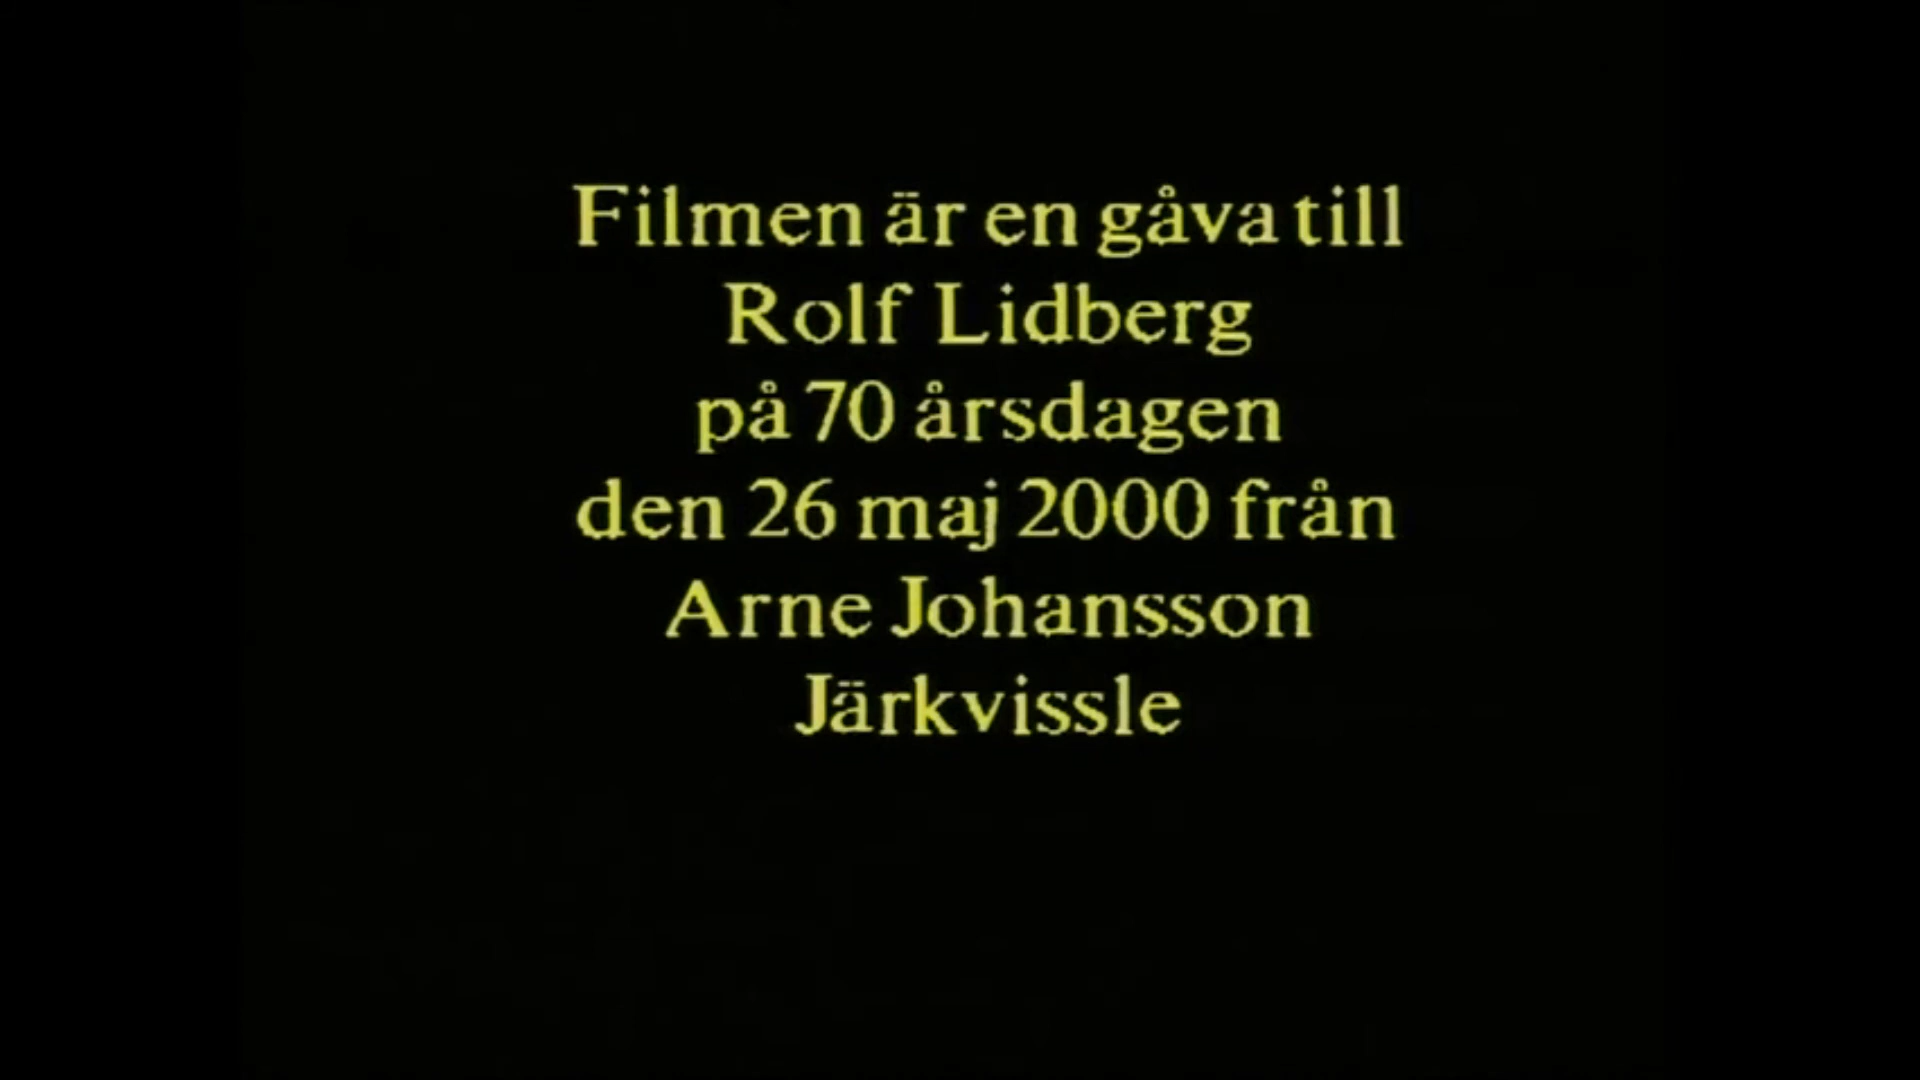 Filmen är en gåva till
Rolf Lidberg
på 70 årsdagen
den 26 maj 2000 från
Arne Johansson
Järkvissle